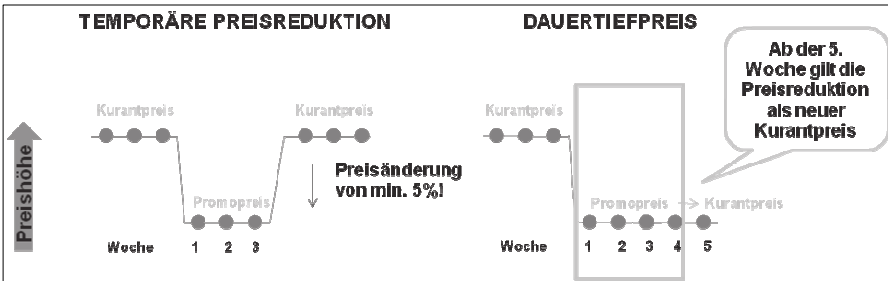 TEMPORÄRE PREISREDUKTION
Kurantpreis
Kurantpreis
Preisänderung
von min. 5%!
Promopreis
Woche 1 2 3
Preishöhe
DAUERTIEFPREIS
Ab der 5.
Woche gilt die
Preisreduktion
als neuer
Kurantpreis
Kurantpreis
Promopreis → Kurantpreis
Woche 1 2 3 4 5